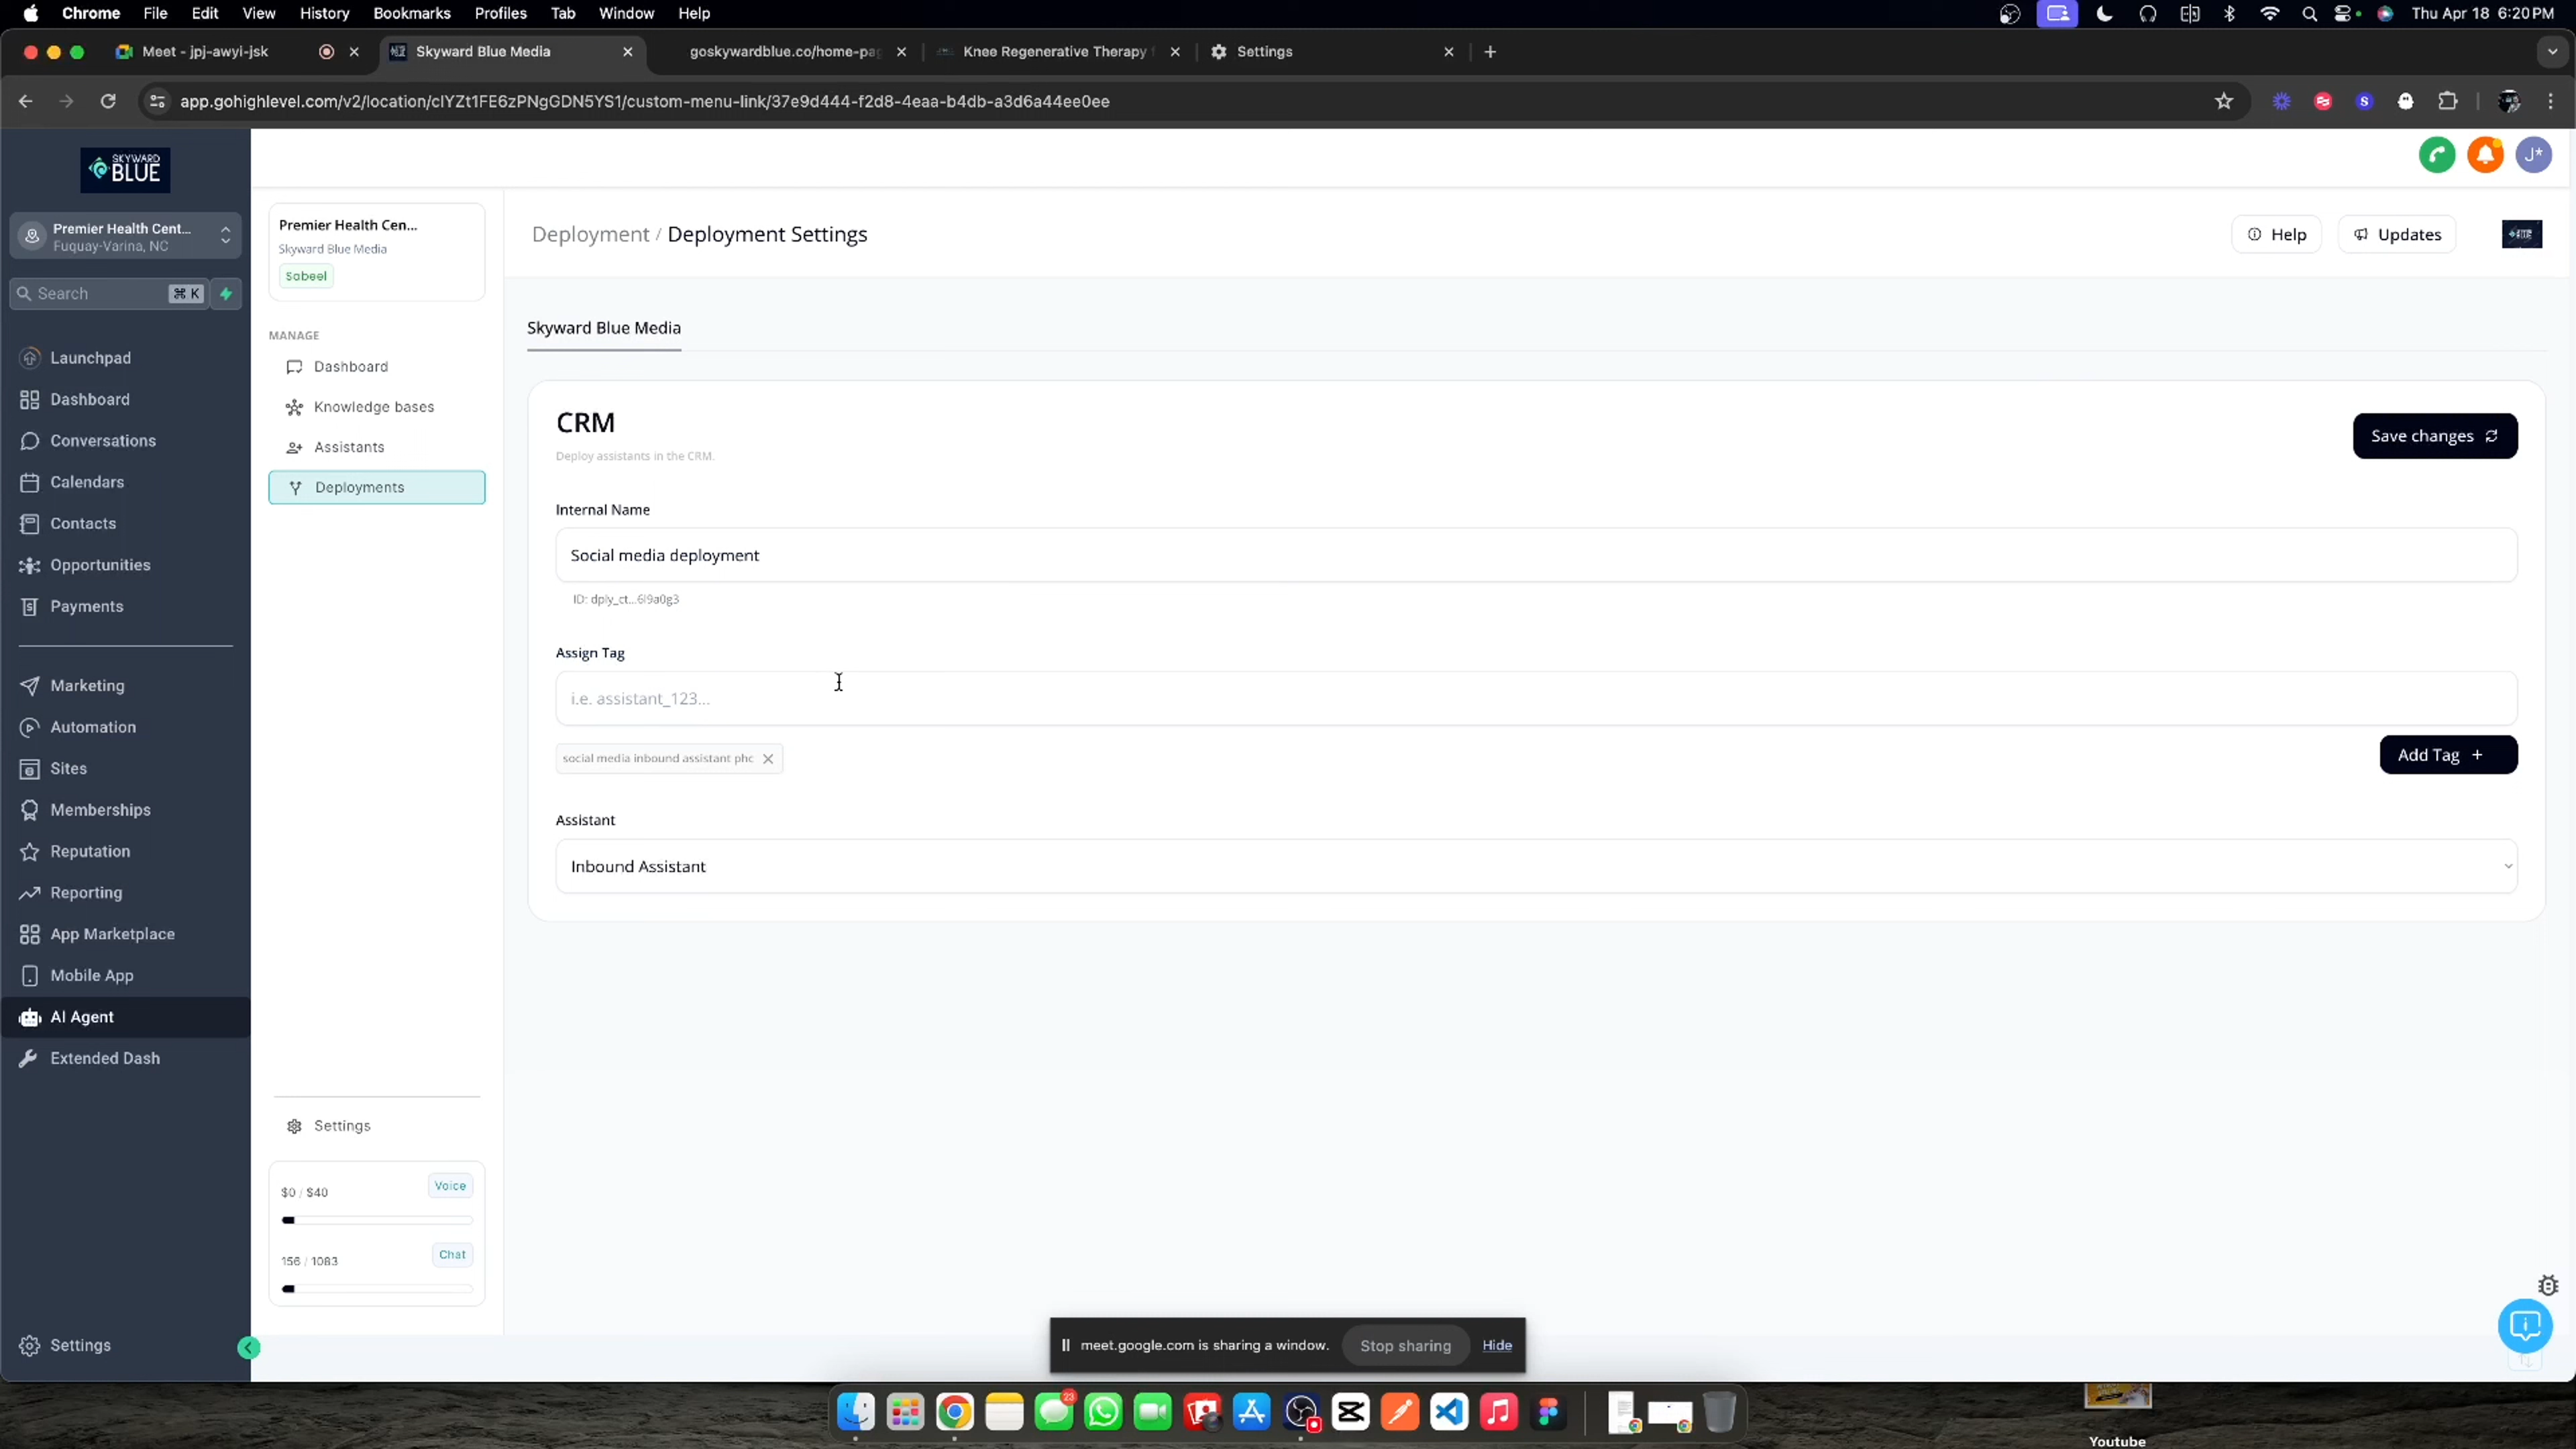 Chrome File Edit View History Bookmarks Profiles Tab Window Help Thu Apr 18 6:20 PM
Meet - jpj-awyi-jsk Skyward Blue Media goskywardblue.co/home-pag Knee Regenerative Therapy Settings
app.gohighlevel.com/v2/location/cIYZt1FE6zPNgGDN5YS1/custom-menu-link/37e9d444-f2d8-4eaa-b4db-a3d6a44ee0ee
SKYWARD
BLUE
J*
Premier Health Cent...
Fuquay-Varina, NC
Search ⌘ K
Launchpad
Dashboard
Conversations
Calendars
Contacts
Opportunities
Payments
Marketing
Automation
Sites
Memberships
Reputation
Reporting
App Marketplace
Mobile App
AI Agent
Extended Dash
Settings
Premier Health Cen...
Skyward Blue Media
Sabeel
MANAGE
Dashboard
Knowledge bases
Assistants
Deployments
Settings
$0 / $40 Voice
156 / 1083 Chat
Deployment / Deployment Settings
Help Updates
Skyward Blue Media
CRM
Deploy assistants in the CRM.
Save changes
Internal Name
Social media deployment
ID: dply_ct...6l9a0g3
Assign Tag
i.e. assistant_123...
social media inbound assistant phc
Add Tag +
Assistant
Inbound Assistant
meet.google.com is sharing a window. Stop sharing Hide
23
Youtube